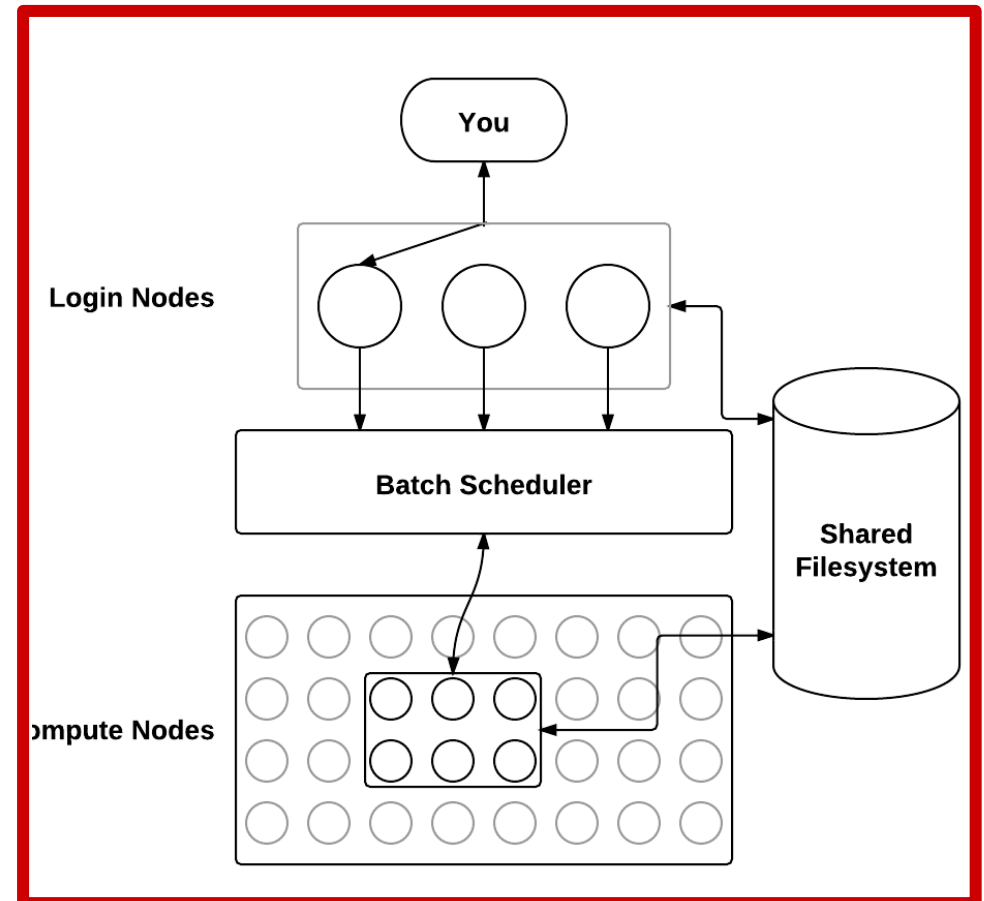 You
Login Nodes
Batch Scheduler
Shared
Filesystem
ompute Nodes